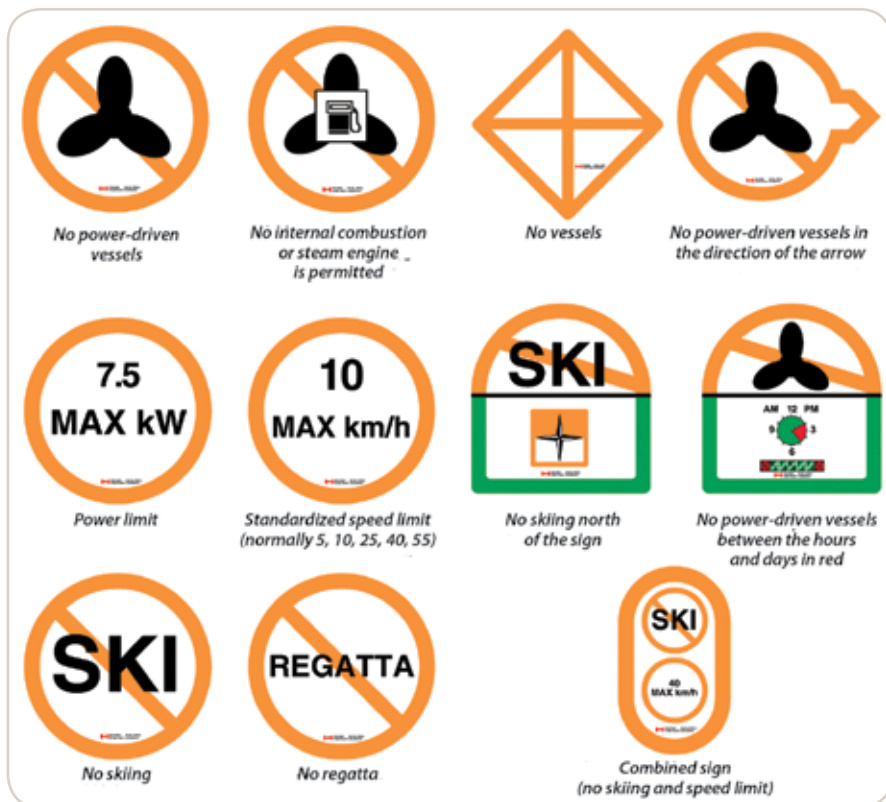 No power-driven
vessels
No internal combustion
or steam engine
is permitted
No vessels
No power-driven vessels in
the direction of the arrow
7.5
MAX kW
Power limit
10
MAX km/h
Standardized speed limit
(normally 5, 10, 25, 40, 55)
SKI
No skiing north
of the sign
AM 12 PM
9 3
6
No power-driven vessels
between the hours
and days in red
SKI
No skiing
REGATTA
No regatta
SKI
40
MAX km/h
Combined sign
(no skiing and speed limit)